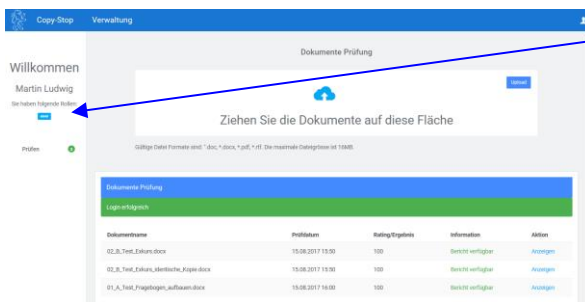 Copy-Stop Verwaltung
Willkommen
Martin Ludwig
Sie haben folgende Rollen:
Prüfen
Dokumente Prüfung
Upload
Ziehen Sie die Dokumente auf diese Fläche
Gültige Datei Formate sind: *.doc, *.docx, *.pdf, *.rtf. Die maximale Dateigrösse ist 16MB.
Dokumente Prüfung
Login erfolgreich
Dokumentname Prüfdatum Rating/Ergebnis Information Aktion
02_B_Test_Exkurs.docx 15.08.2017 13:50 100 Bericht verfügbar Anzeigen
02_B_Test_Exkurs_Identische_Kopie.docx 15.08.2017 13:50 100 Bericht verfügbar Anzeigen
01_A_Test_Fragebogen_aufbauen.docx 15.08.2017 16:00 100 Bericht verfügbar Anzeigen